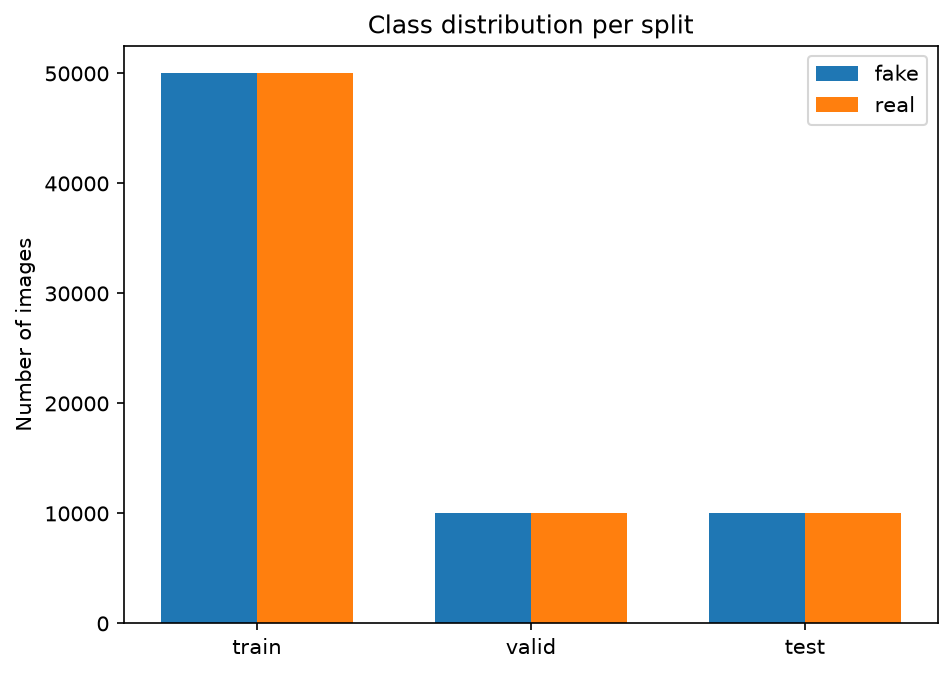 Class distribution per split
fake
real
Number of images
50000
40000
30000
20000
10000
0
train
valid
test